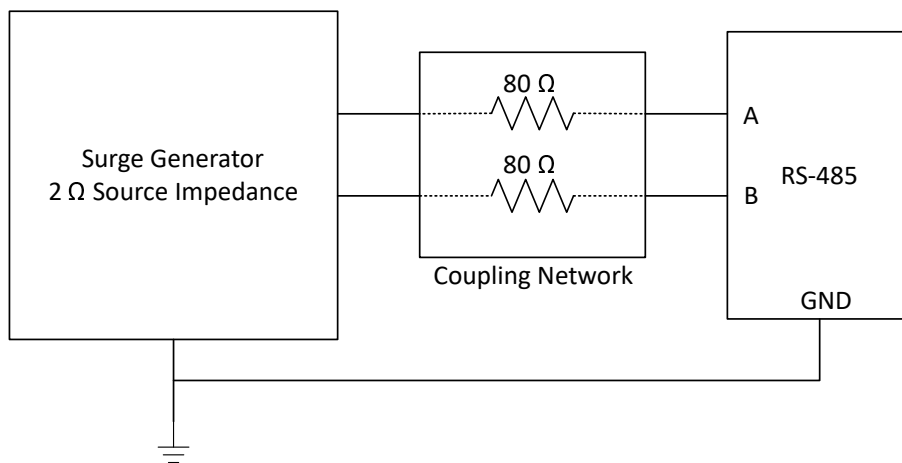 Surge Generator
2 Ω Source Impedance
80 Ω
80 Ω
Coupling Network
A
B
RS-485
GND